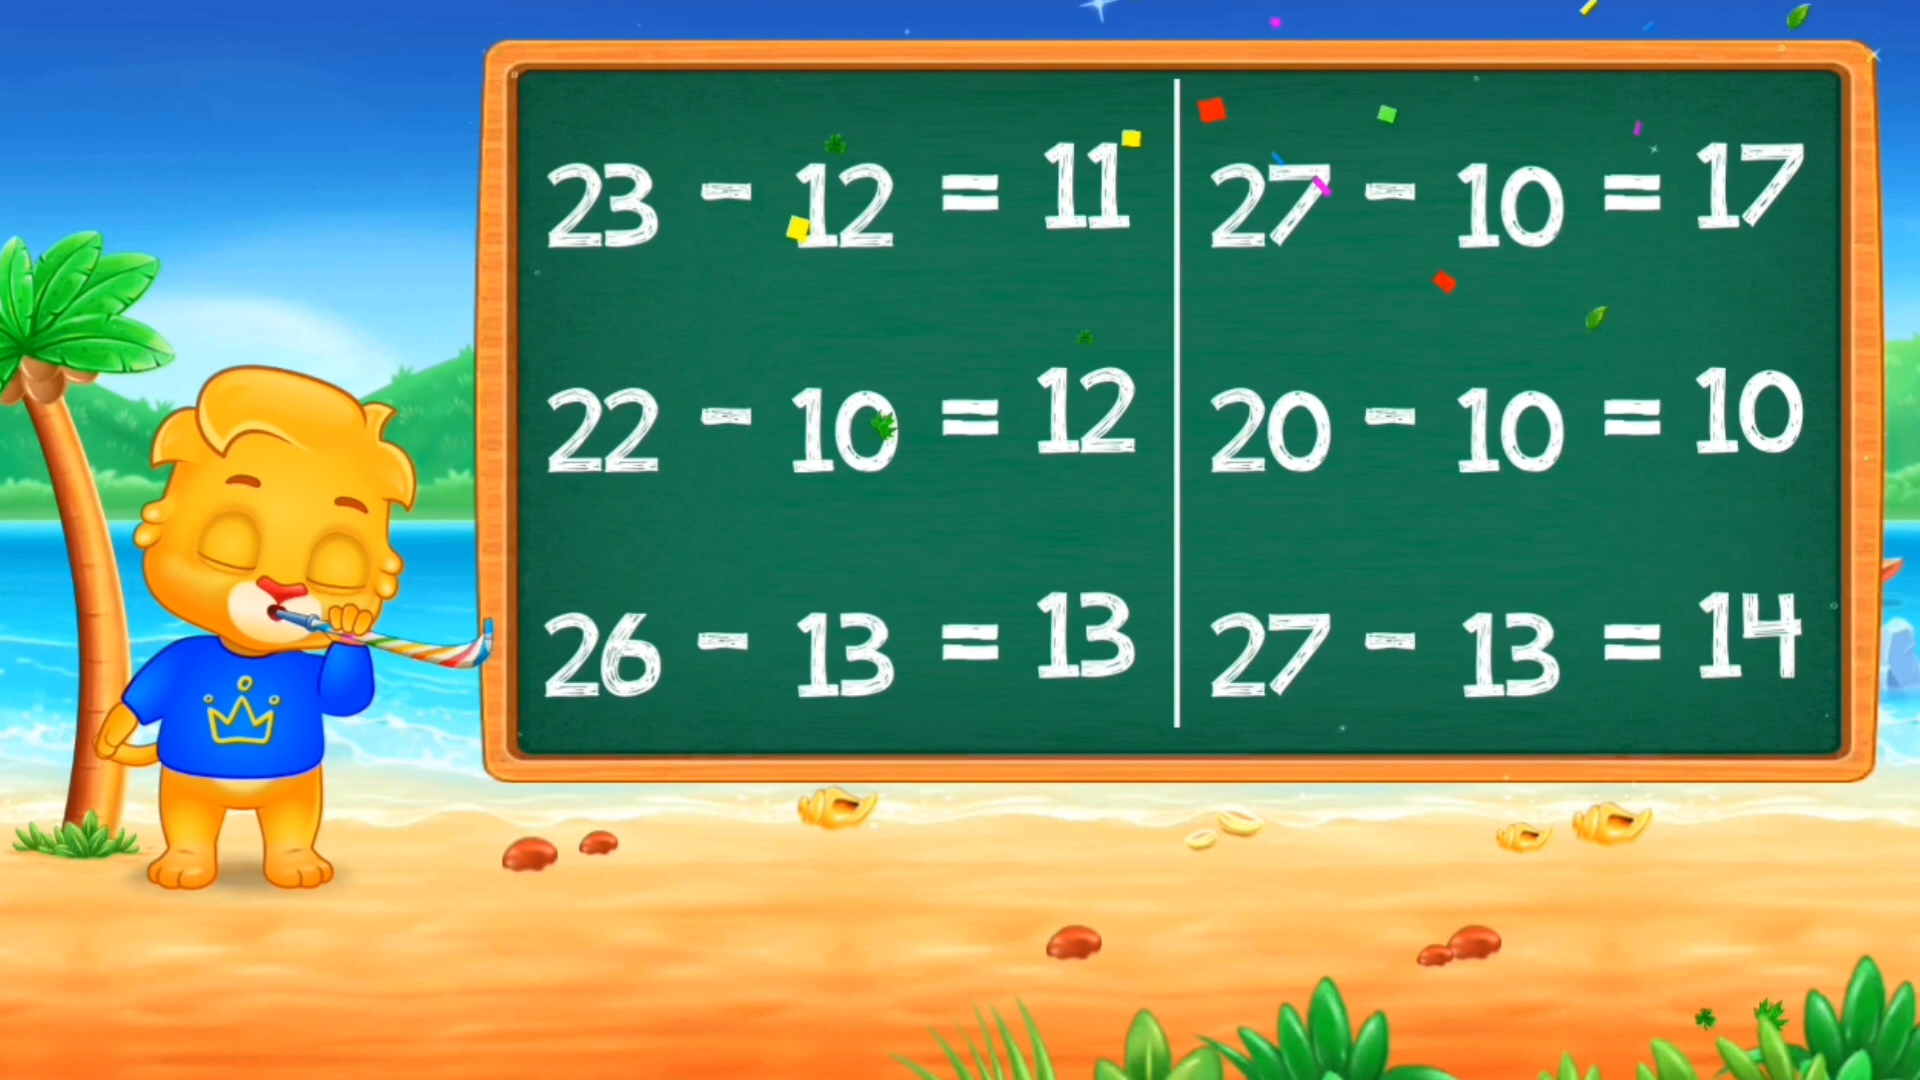 23 - 12 = 11
22 - 10 = 12
26 - 13 = 13
27 - 10 = 17
20 - 10 = 10
27 - 13 = 14